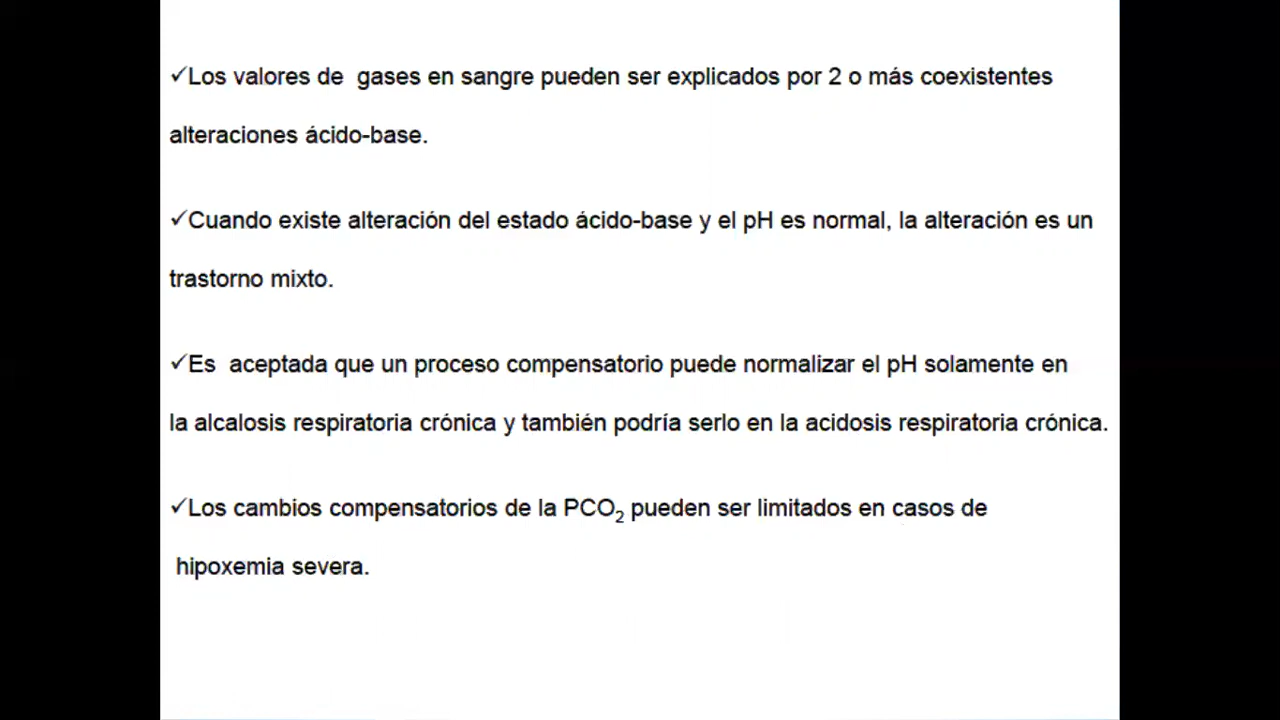 ✓Los valores de  gases en sangre pueden ser explicados por 2 o más coexistentes
alteraciones ácido-base.
✓Cuando existe alteración del estado ácido-base y el pH es normal, la alteración es un
trastorno mixto.
✓Es  aceptada que un proceso compensatorio puede normalizar el pH solamente en
la alcalosis respiratoria crónica y también podría serlo en la acidosis respiratoria crónica.
✓Los cambios compensatorios de la PCO₂ pueden ser limitados en casos de
hipoxemia severa.